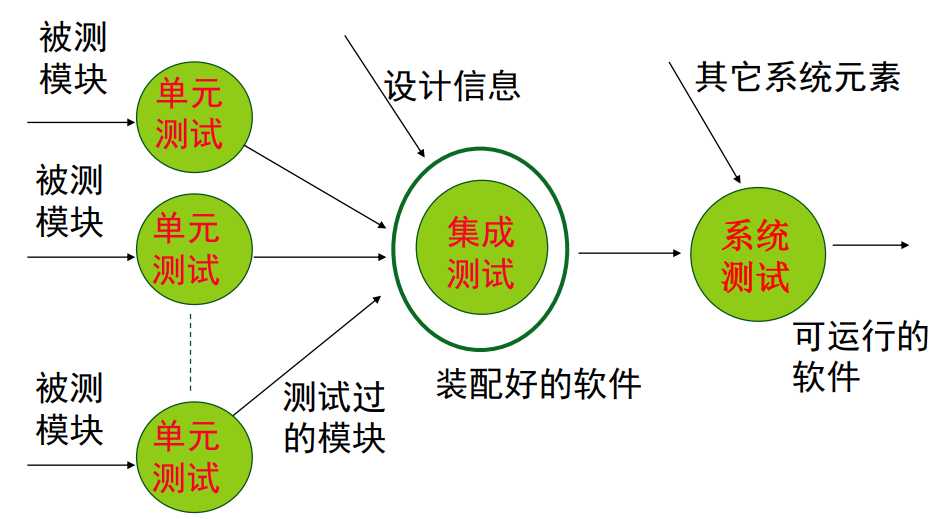 被测
模块
单元
测试
被测
模块
单元
测试
被测
模块
单元
测试
测试过
的模块
设计信息
集成
测试
装配好的软件
其它系统元素
系统
测试
可运行的
软件